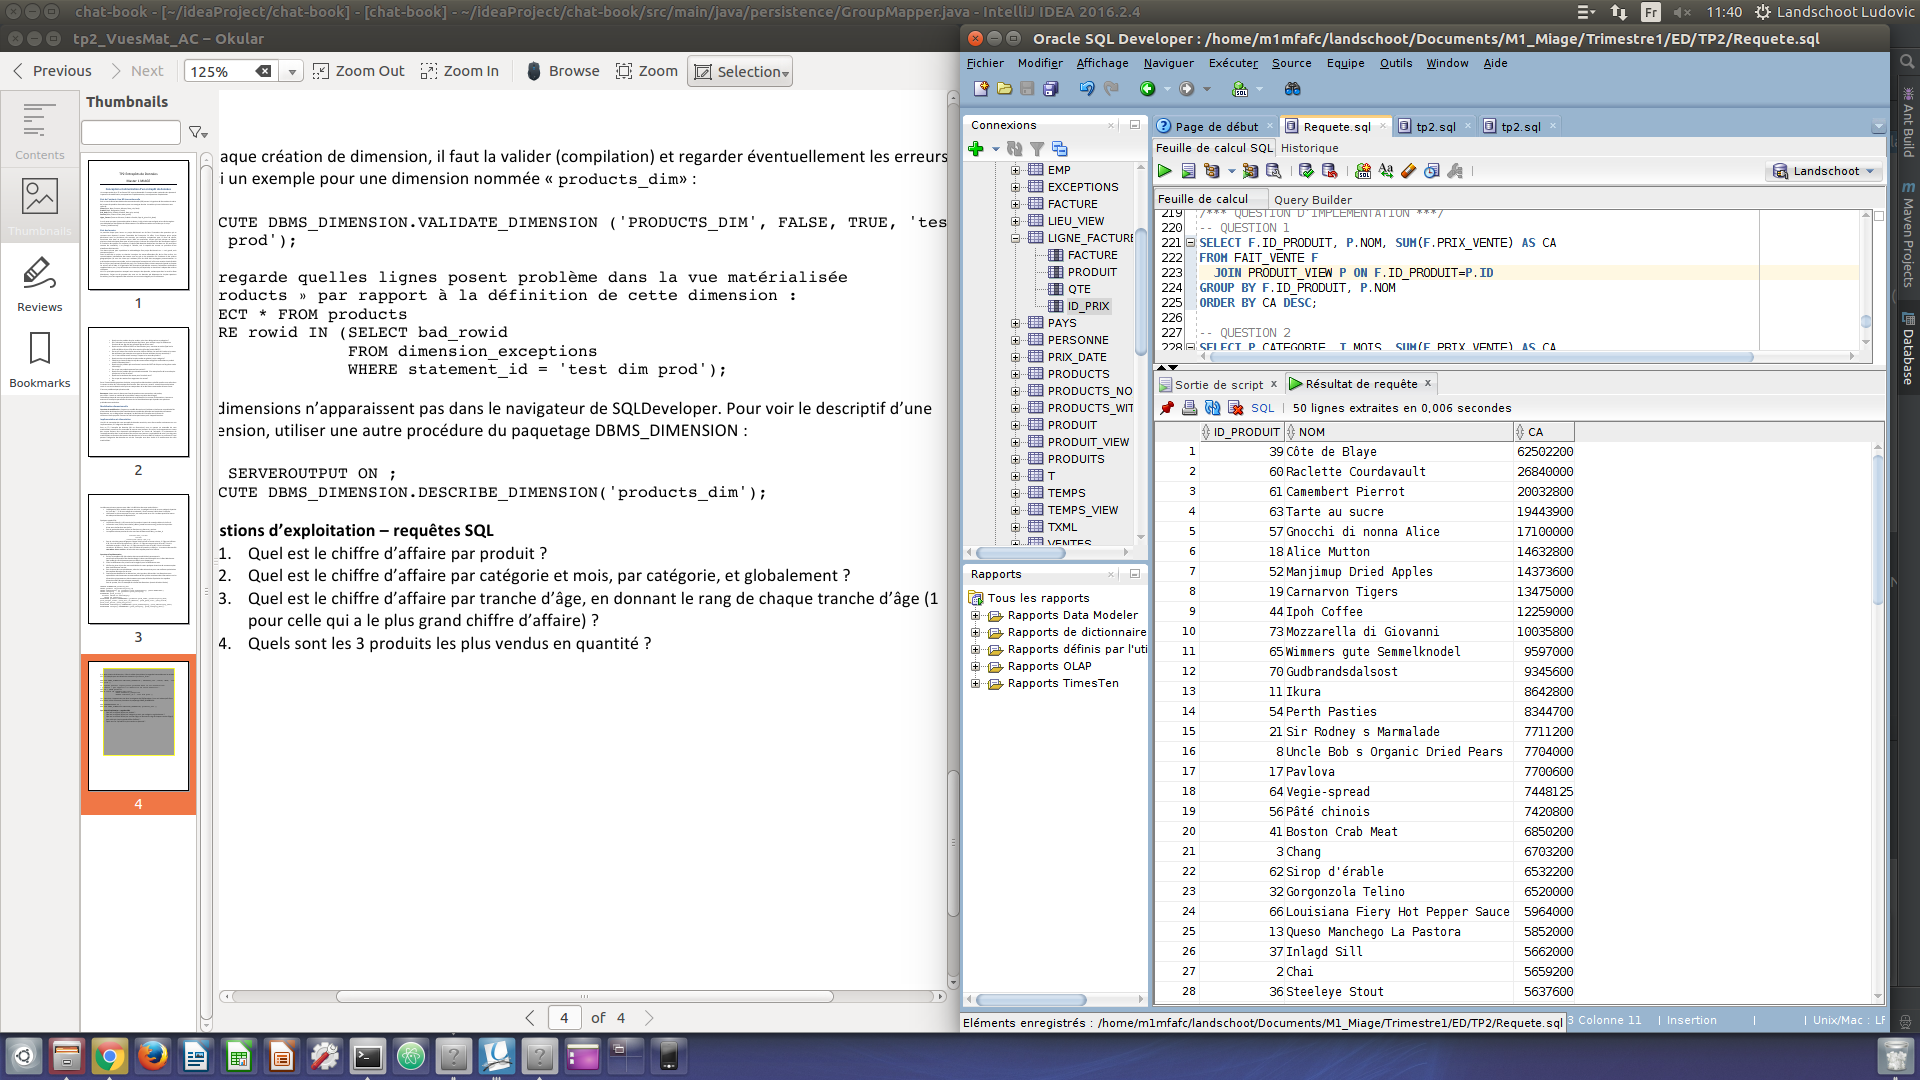 chat-book - [~/ideaProject/chat-book] - [chat-book] - ~/ideaProject/chat-book/src/main/java/persistence/GroupMapper.java - IntelliJ IDEA 2016.2.4
Fr
11:40
Landschoot Ludovic
tp2_VuesMat_AC – Okular
Previous
Next
125%
Zoom Out
Zoom In
Browse
Zoom
Selection
Contents
Thumbnails
Reviews
Bookmarks
Thumbnails
1
2
3
4
aque création de dimension, il faut la valider (compilation) et regarder éventuellement les erreurs
i un exemple pour une dimension nommée « products_dim» :
CUTE DBMS_DIMENSION.VALIDATE_DIMENSION ('PRODUCTS_DIM', FALSE, TRUE, 'tes
prod');
regarde quelles lignes posent problème dans la vue matérialisée
roducts » par rapport à la définition de cette dimension :
ECT * FROM products
RE rowid IN (SELECT bad_rowid
FROM dimension_exceptions
WHERE statement_id = 'test dim prod');
dimensions n'apparaissent pas dans le navigateur de SQLDeveloper. Pour voir le descriptif d'une
ension, utiliser une autre procédure du paquetage DBMS_DIMENSION :
SERVEROUTPUT ON ;
CUTE DBMS_DIMENSION.DESCRIBE_DIMENSION('products_dim');
stions d'exploitation – requêtes SQL
1. Quel est le chiffre d'affaire par produit ?
2. Quel est le chiffre d'affaire par catégorie et mois, par catégorie, et globalement ?
3. Quel est le chiffre d'affaire par tranche d'âge, en donnant le rang de chaque tranche d'âge (1
pour celle qui a le plus grand chiffre d'affaire) ?
4. Quels sont les 3 produits les plus vendus en quantité ?
4 of 4
Oracle SQL Developer : /home/m1mfafc/landschoot/Documents/M1_Miage/Trimestre1/ED/TP2/Requete.sql
Fichier Modifier Affichage Naviguer Exécuter Source Equipe Outils Window Aide
Connexions
EMP
EXCEPTIONS
FACTURE
LIEU_VIEW
LIGNE_FACTURE
FACTURE
PRODUIT
QTE
ID_PRIX
PAYS
PERSONNE
PRIX_DATE
PRODUCTS
PRODUCTS_NO
PRODUCTS_WIT
PRODUIT
PRODUIT_VIEW
PRODUITS
T
TEMPS
TEMPS_VIEW
TXML
VENTES
Rapports
Tous les rapports
Rapports Data Modeler
Rapports de dictionnaire
Rapports définis par l'uti
Rapports OLAP
Rapports TimesTen
Page de début
Requete.sql
tp2.sql
tp2.sql
Feuille de calcul SQL Historique
Landschoot
Feuille de calcul Query Builder
219 /*** QUESTION D'IMPLEMENTATION ***/
220 -- QUESTION 1
221 SELECT F.ID_PRODUIT, P.NOM, SUM(F.PRIX_VENTE) AS CA
222 FROM FAIT_VENTE F
223 JOIN PRODUIT_VIEW P ON F.ID_PRODUIT=P.ID
224 GROUP BY F.ID_PRODUIT, P.NOM
225 ORDER BY CA DESC;
226
227 -- QUESTION 2
228 SELECT P.CATEGORIE, T.MOIS, SUM(F.PRIX_VENTE) AS CA
Sortie de script
Résultat de requête
SQL
50 lignes extraites en 0,006 secondes
ID_PRODUIT NOM CA
1 39 Côte de Blaye 62502200
2 60 Raclette Courdavault 26840000
3 61 Camembert Pierrot 20032800
4 63 Tarte au sucre 19443900
5 57 Gnocchi di nonna Alice 17100000
6 18 Alice Mutton 14632800
7 52 Manjimup Dried Apples 14373600
8 19 Carnarvon Tigers 13475000
9 44 Ipoh Coffee 12259000
10 73 Mozzarella di Giovanni 10035800
11 65 Wimmers gute Semmelknodel 9597000
12 70 Gudbrandsdalsost 9345600
13 11 Ikura 8642800
14 54 Perth Pasties 8344700
15 21 Sir Rodney s Marmalade 7711200
16 8 Uncle Bob s Organic Dried Pears 7704000
17 17 Pavlova 7700600
18 64 Vegie-spread 7448125
19 56 Pâté chinois 7420800
20 41 Boston Crab Meat 6850200
21 3 Chang 6703200
22 62 Sirop d'érable 6532200
23 32 Gorgonzola Telino 6520000
24 66 Louisiana Fiery Hot Pepper Sauce 5964000
25 13 Queso Manchego La Pastora 5852000
26 37 Inlagd Sill 5662000
27 2 Chai 5659200
28 36 Steeleye Stout 5637600
Eléments enregistrés : /home/m1mfafc/landschoot/Documents/M1_Miage/Trimestre1/ED/TP2/Requete.sql
3 Colonne 11 | Insertion | | Unix/Mac : LF
Ant Build
Maven Projects
Database